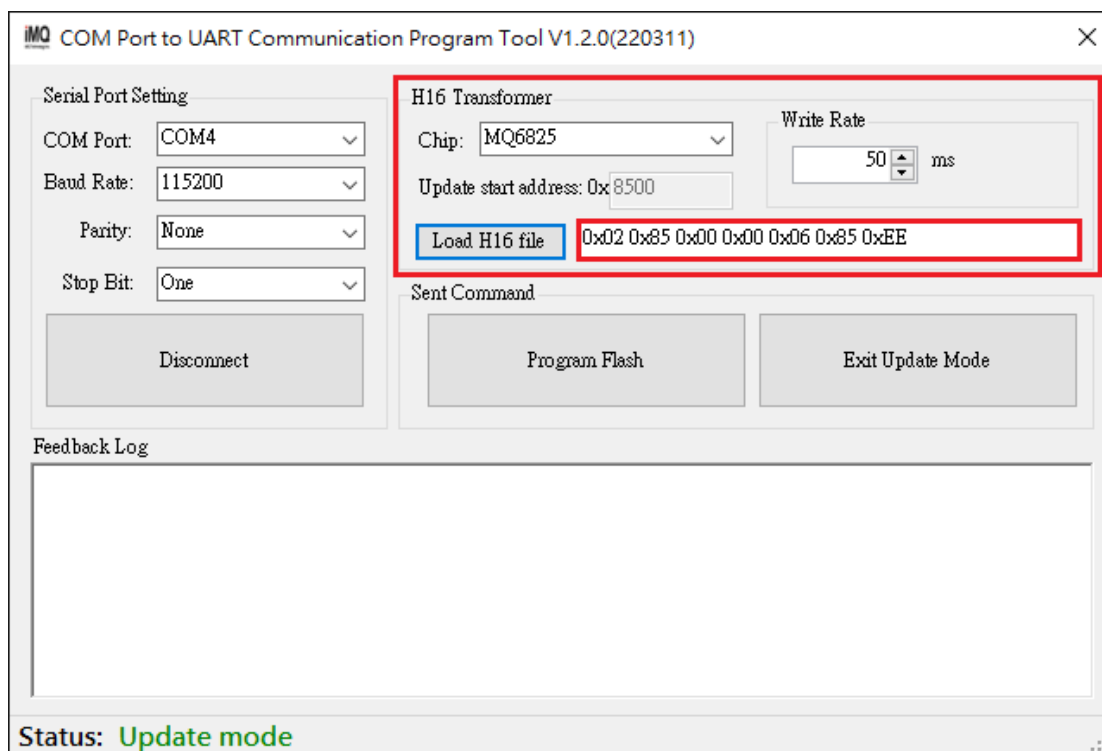 iMQ COM Port to UART Communication Program Tool V1.2.0(220311)
Serial Port Setting
COM Port: COM4
Baud Rate: 115200
Parity: None
Stop Bit: One
Disconnect
H16 Transformer
Chip: MQ6825
Write Rate
50 ms
Update start address: 0x 8500
Load H16 file 0x02 0x85 0x00 0x00 0x06 0x85 0xEE
Sent Command
Program Flash Exit Update Mode
Feedback Log
Status: Update mode